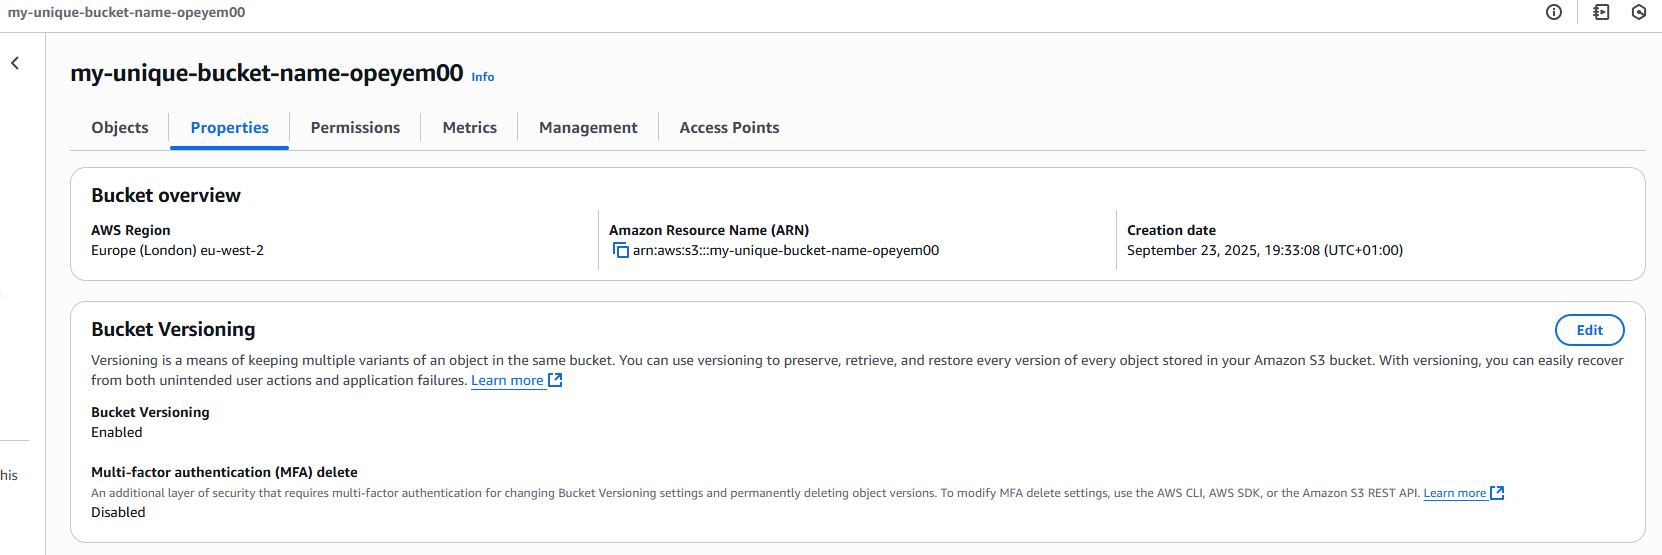 my-unique-bucket-name-opeyem00
my-unique-bucket-name-opeyem00 Info
Objects Properties Permissions Metrics Management Access Points
Bucket overview
AWS Region
Europe (London) eu-west-2
Amazon Resource Name (ARN)
arn:aws:s3:::my-unique-bucket-name-opeyem00
Creation date
September 23, 2025, 19:33:08 (UTC+01:00)
Bucket Versioning
Edit
Versioning is a means of keeping multiple variants of an object in the same bucket. You can use versioning to preserve, retrieve, and restore every version of every object stored in your Amazon S3 bucket. With versioning, you can easily recover
from both unintended user actions and application failures. Learn more
Bucket Versioning
Enabled
his
Multi-factor authentication (MFA) delete
An additional layer of security that requires multi-factor authentication for changing Bucket Versioning settings and permanently deleting object versions. To modify MFA delete settings, use the AWS CLI, AWS SDK, or the Amazon S3 REST API. Learn more
Disabled